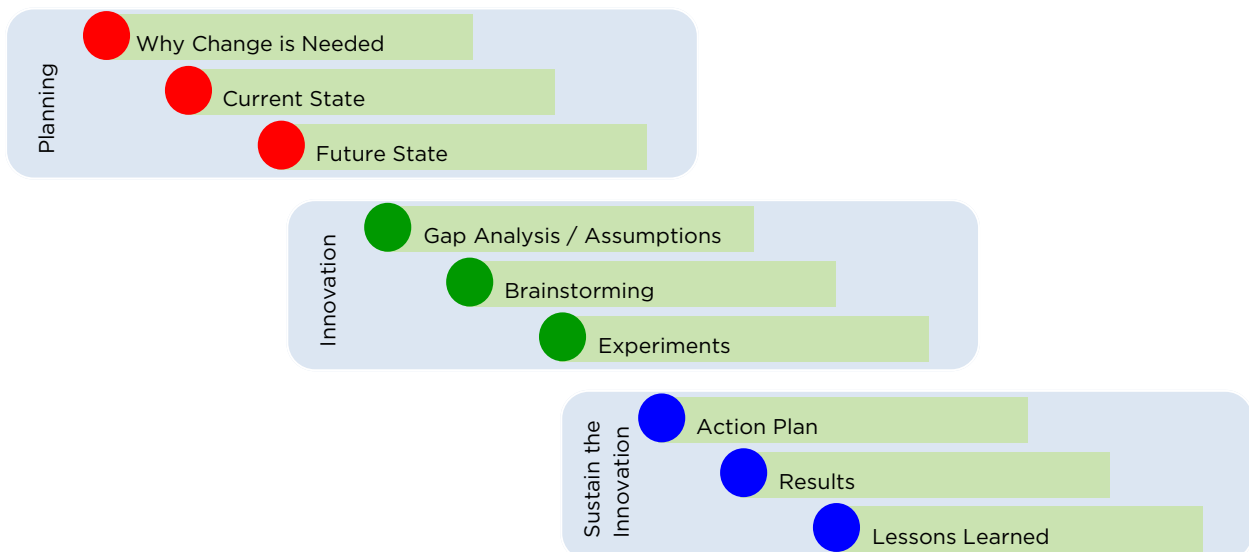 Planning
Why Change is Needed
Current State
Future State
Innovation
Gap Analysis / Assumptions
Brainstorming
Experiments
Sustain the
Innovation
Action Plan
Results
Lessons Learned